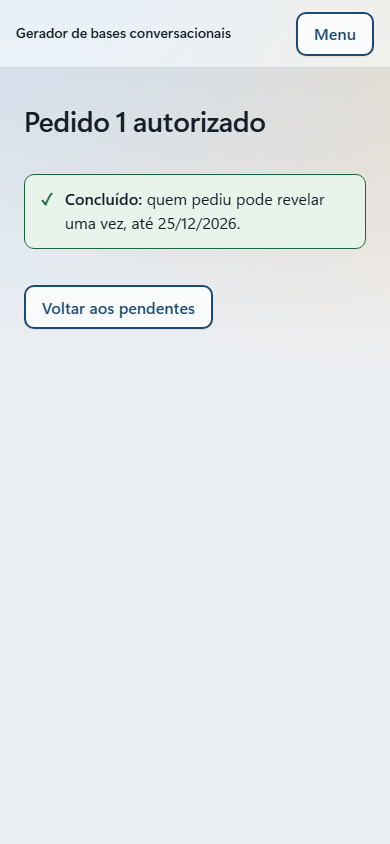 Gerador de bases conversacionais
Menu
Pedido 1 autorizado
✓ Concluído: quem pediu pode revelar
uma vez, até 25/12/2026.
Voltar aos pendentes